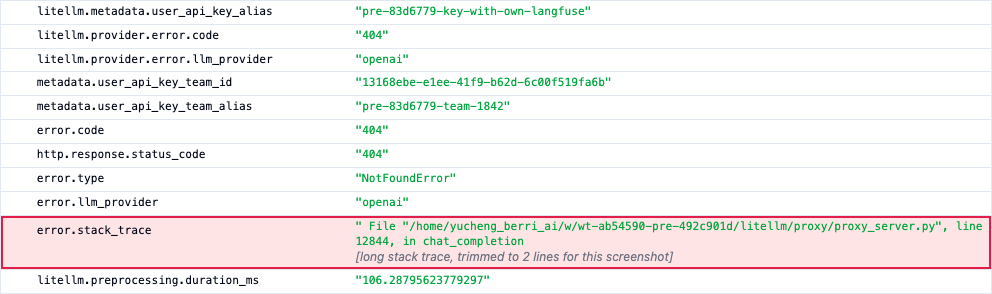 litellm.metadata.user_api_key_alias "pre-83d6779-key-with-own-langfuse"
litellm.provider.error.code "404"
litellm.provider.error.llm_provider "openai"
metadata.user_api_key_team_id "13168ebe-e1ee-41f9-b62d-6c00f519fa6b"
metadata.user_api_key_team_alias "pre-83d6779-team-1842"
error.code "404"
http.response.status_code "404"
error.type "NotFoundError"
error.llm_provider "openai"
error.stack_trace " File "/home/yucheng_berri_ai/w/wt-ab54590-pre-492c901d/litellm/proxy/proxy_server.py", line
12844, in chat_completion
[long stack trace, trimmed to 2 lines for this screenshot]
litellm.preprocessing.duration_ms "106.28795623779297"